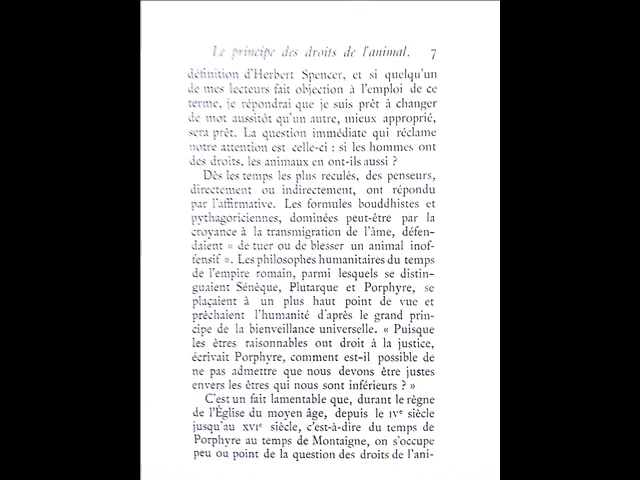 Le principe des droits de l'animal. 7
définition d'Herbert Spencer, et si quelqu'un
de mes lecteurs fait objection à l'emploi de ce
terme, je répondrai que je suis prêt à changer
de mot aussitôt qu'un autre, mieux approprié,
sera prêt. La question immédiate qui réclame
notre attention est celle-ci : si les hommes ont
des droits, les animaux en ont-ils aussi ?
Dès les temps les plus reculés, des penseurs,
directement ou indirectement, ont répondu
par l'affirmative. Les formules bouddhistes et
pythagoriciennes, dominées peut-être par la
croyance à la transmigration de l'âme, défen-
daient « de tuer ou de blesser un animal inof-
fensif ». Les philosophes humanitaires du temps
de l'empire romain, parmi lesquels se distin-
guaient Sénèque, Plutarque et Porphyre, se
plaçaient à un plus haut point de vue et
prêchaient l'humanité d'après le grand prin-
cipe de la bienveillance universelle. « Puisque
les êtres raisonnables ont droit à la justice,
écrivait Porphyre, comment est-il possible de
ne pas admettre que nous devons être justes
envers les êtres qui nous sont inférieurs ? »
C'est un fait lamentable que, durant le règne
de l'Église du moyen âge, depuis le IVe siècle
jusqu'au XVIe siècle, c'est-à-dire du temps de
Porphyre au temps de Montaigne, on s'occupe
peu ou point de la question des droits de l'ani-